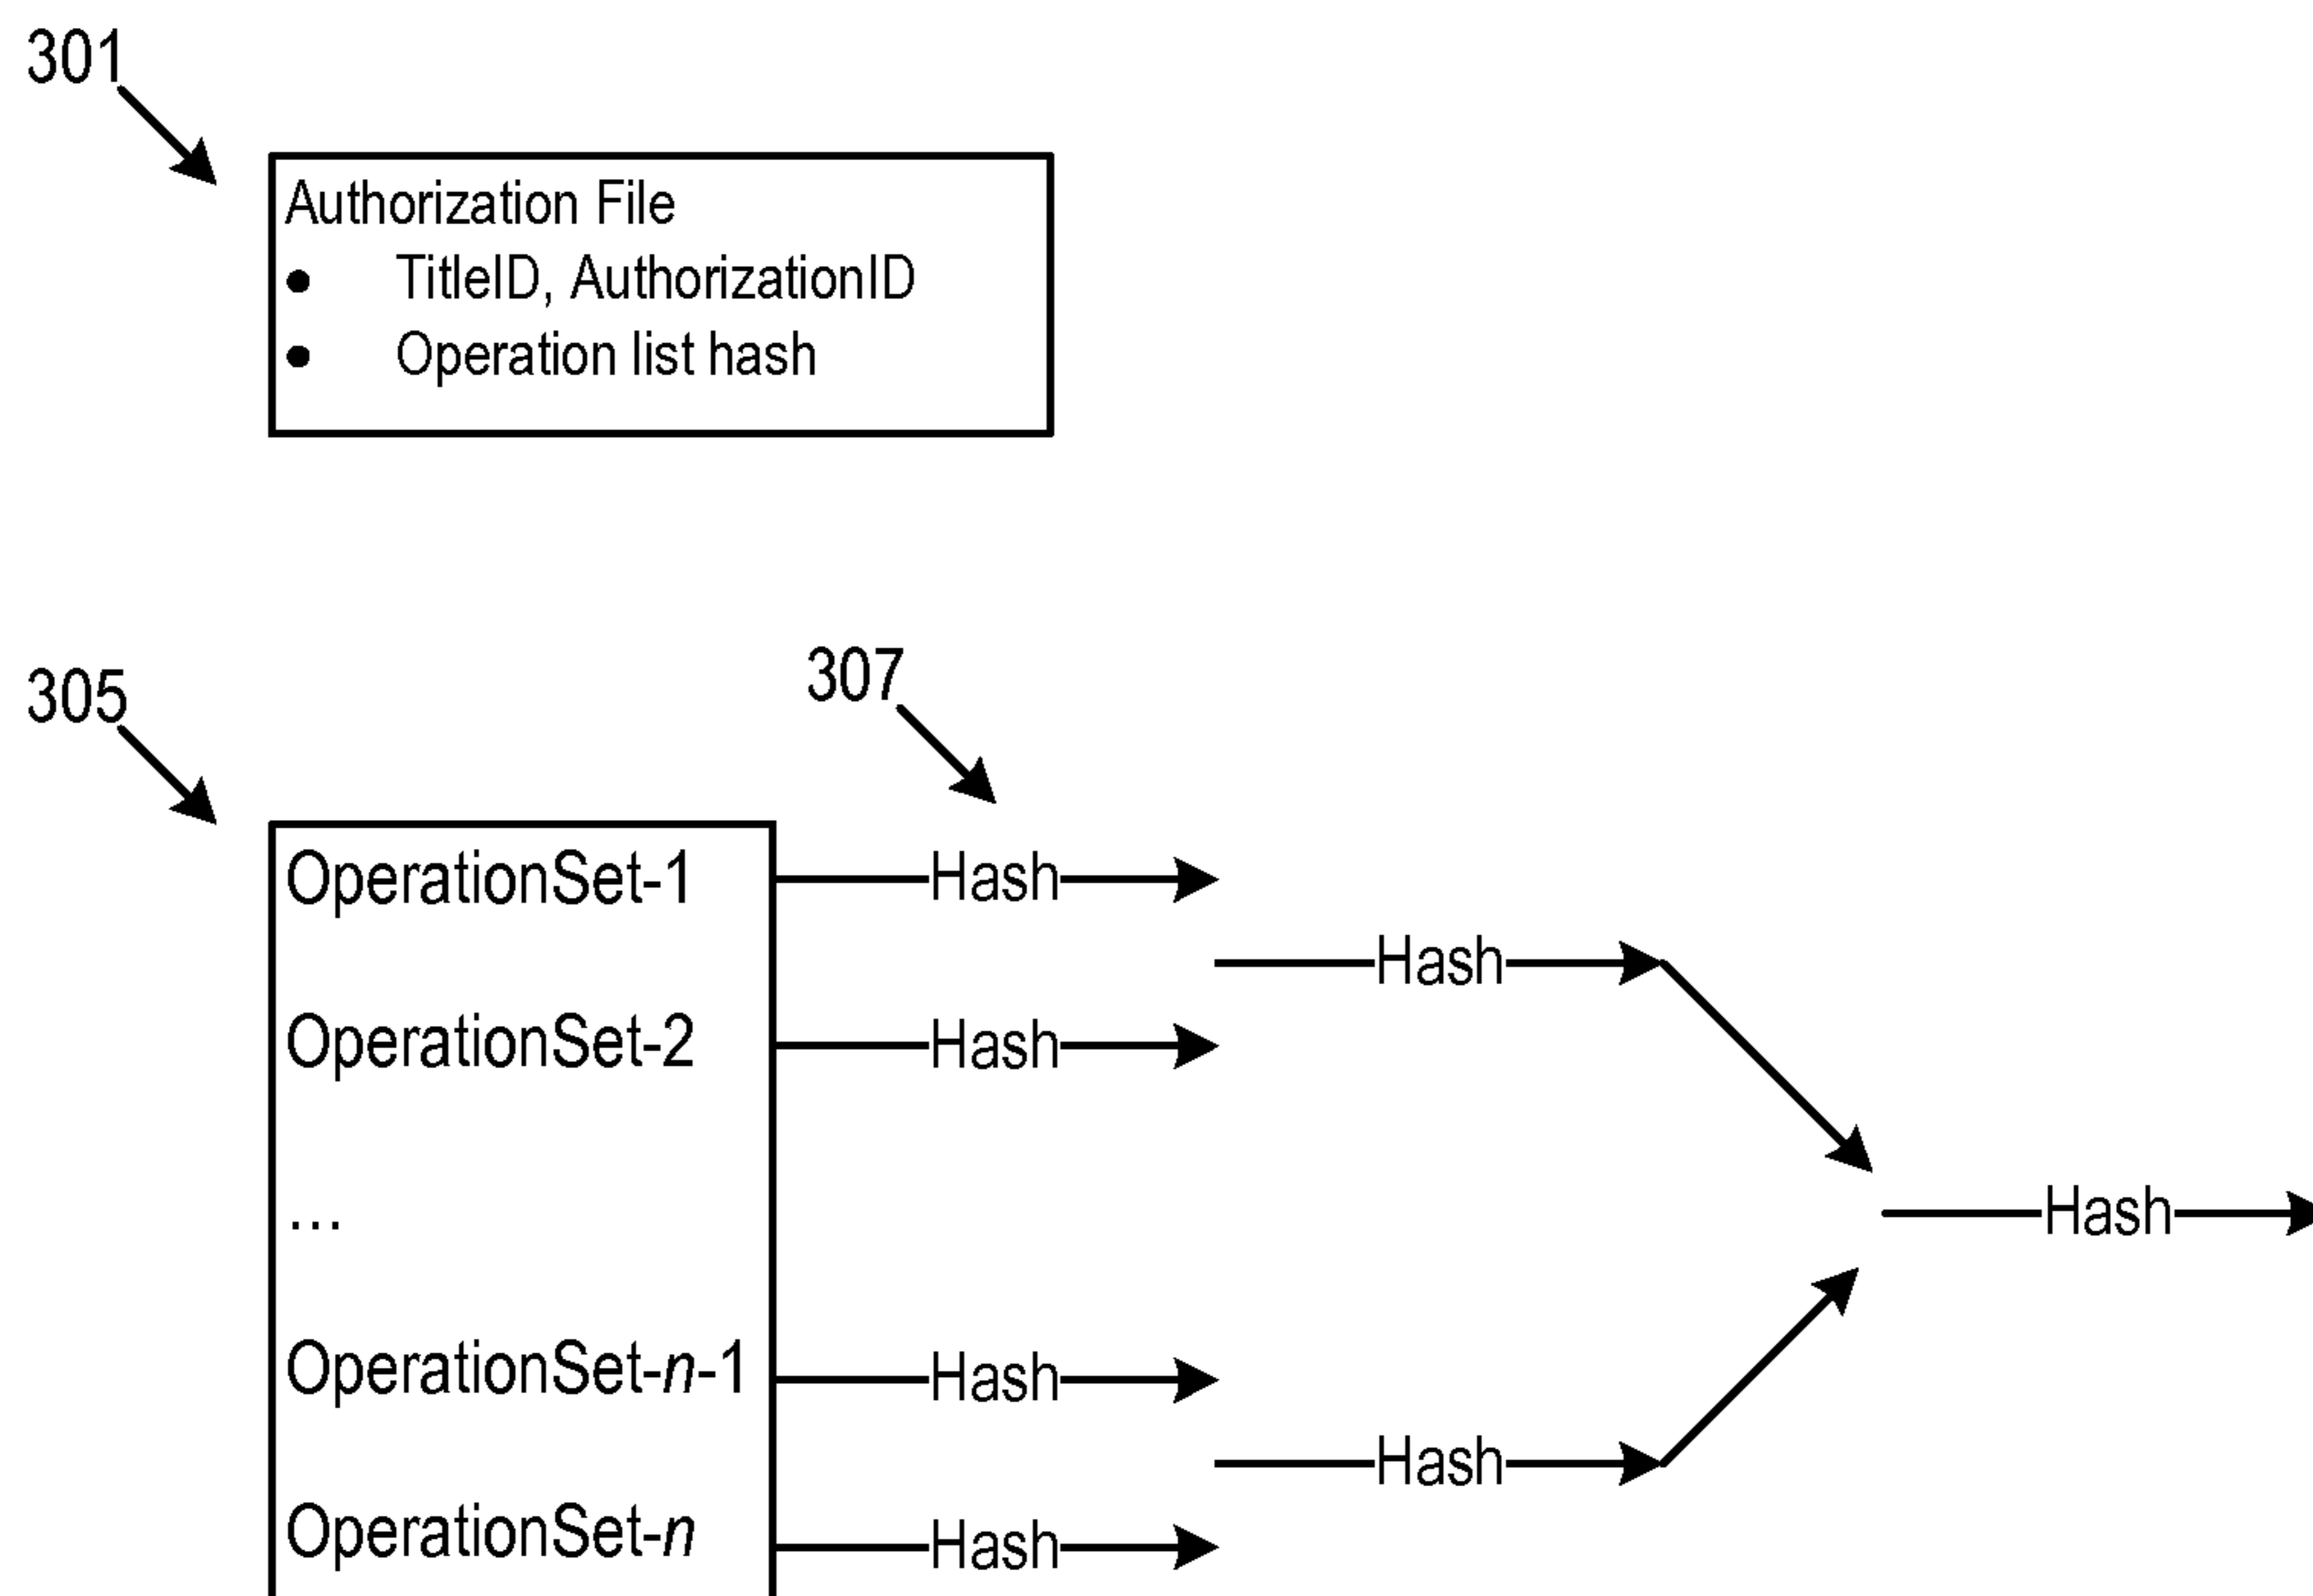 301
Authorization File
● TitleID, AuthorizationID
● Operation list hash
305
307
OperationSet-1 Hash
Hash
OperationSet-2 Hash
...
Hash
OperationSet-n-1 Hash
Hash
OperationSet-n Hash